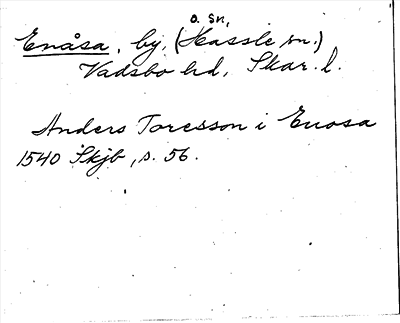 o. sn,
Enåsa, by, (Hassle sn.)
Vadsbo hd, Skar. l.
Anders Toresson i Enosa
1540 Skjb, s. 56.